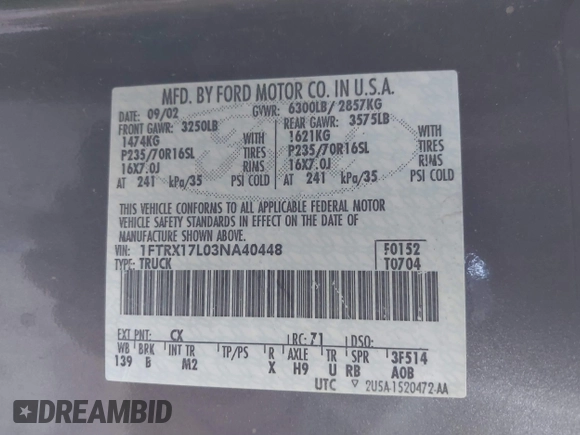 MFD. BY FORD MOTOR CO. IN U.S.A.
DATE: 09/02 GVWR: 6300LB/ 2857KG
FRONT GAWR: 3250LB REAR GAWR: 3575LB
1474KG WITH 1621KG WITH
P235/70R16SL TIRES P235/70R16SL TIRES
16X7.0J RIMS 16X7.0J RIMS
AT 241 kPa/35 PSI COLD AT 241 kPa/35 PSI COLD
THIS VEHICLE CONFORMS TO ALL APPLICABLE FEDERAL MOTOR
VEHICLE SAFETY STANDARDS IN EFFECT ON THE DATE OF
MANUFACTURE SHOWN ABOVE.
VIN: 1FTRX17L03NA40448 F0152
TYPE: TRUCK T0704
EXT PNT: CX RC: 71 DSO:
WB BRK INT TR TP/PS R AXLE TR SPR 3F514
139 B M2 X H9 U RB A0B
UTC 2U5A-1520472-AA
DREAMBID